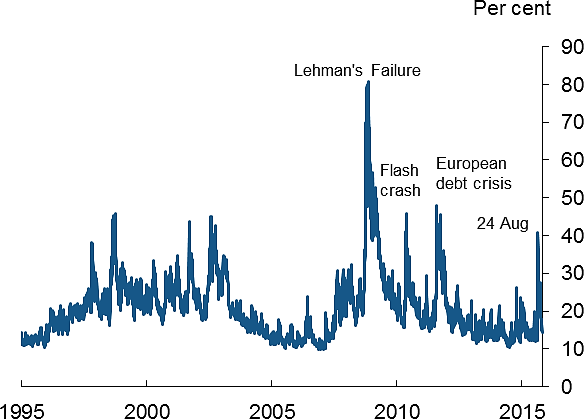 Per cent
90
Lehman's Failure
80
70
60
Flash
crash
European
debt crisis
50
24 Aug
40
30
20
10
0
1995 2000 2005 2010 2015